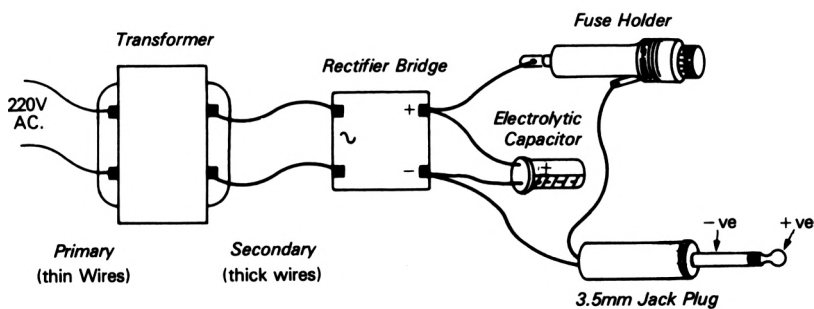 Fuse Holder
Transformer
Rectifier Bridge
220V
AC.
+
Electrolytic
Capacitor
~
+
−
−ve
+ve
Primary
(thin Wires)
Secondary
(thick wires)
3.5mm Jack Plug